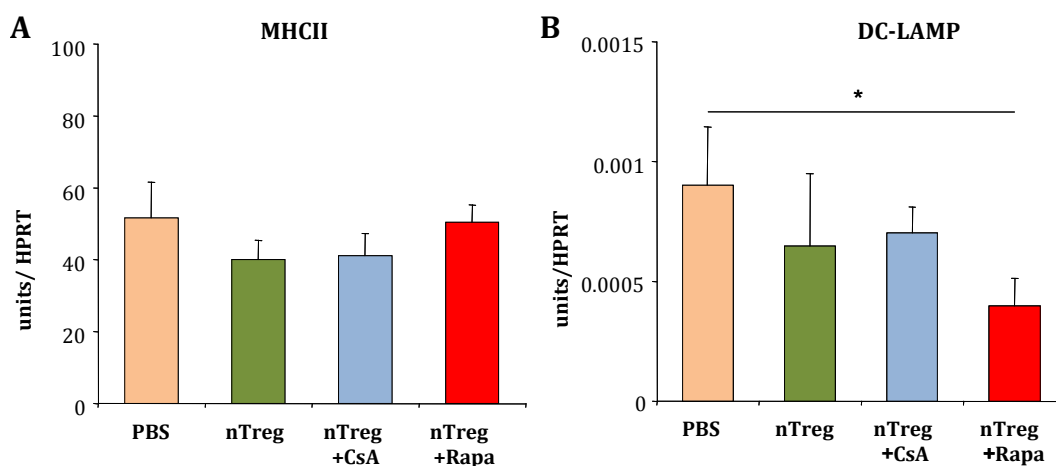 A
MHCII
units/ HPRT
100
80
60
40
20
0
PBS
nTreg
nTreg
+CsA
nTreg
+Rapa
B
DC-LAMP
units/HPRT
0.0015
0.001
0.0005
0
*
PBS
nTreg
nTreg
+CsA
nTreg
+Rapa